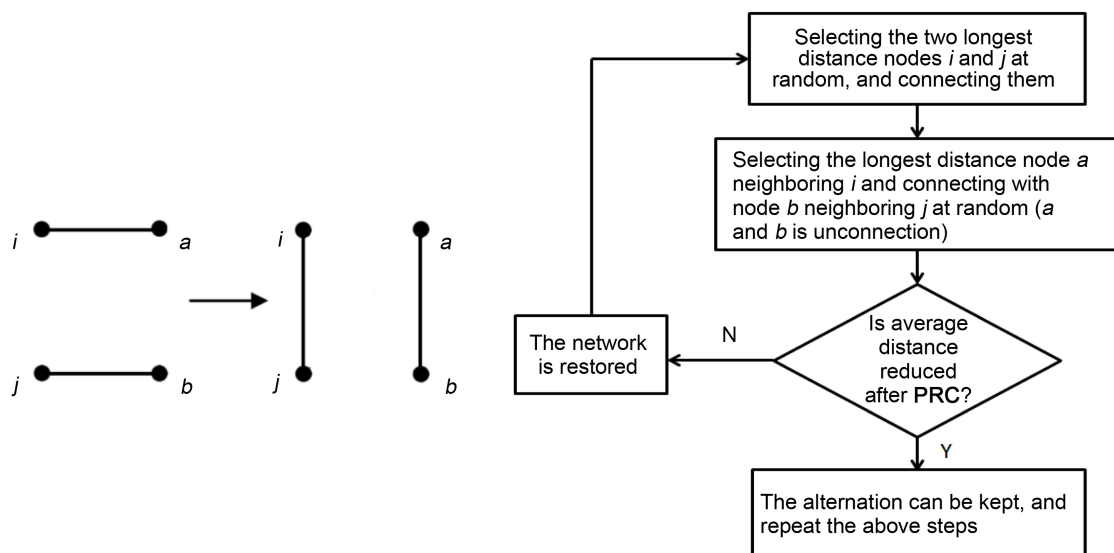 i
a
j
b
i
a
j
b
Selecting the two longest
distance nodes i and j at
random, and connecting them
Selecting the longest distance node a
neighboring i and connecting with
node b neighboring j at random (a
and b is unconnection)
Is average
distance
reduced
after PRC?
N
The network
is restored
Y
The alternation can be kept, and
repeat the above steps